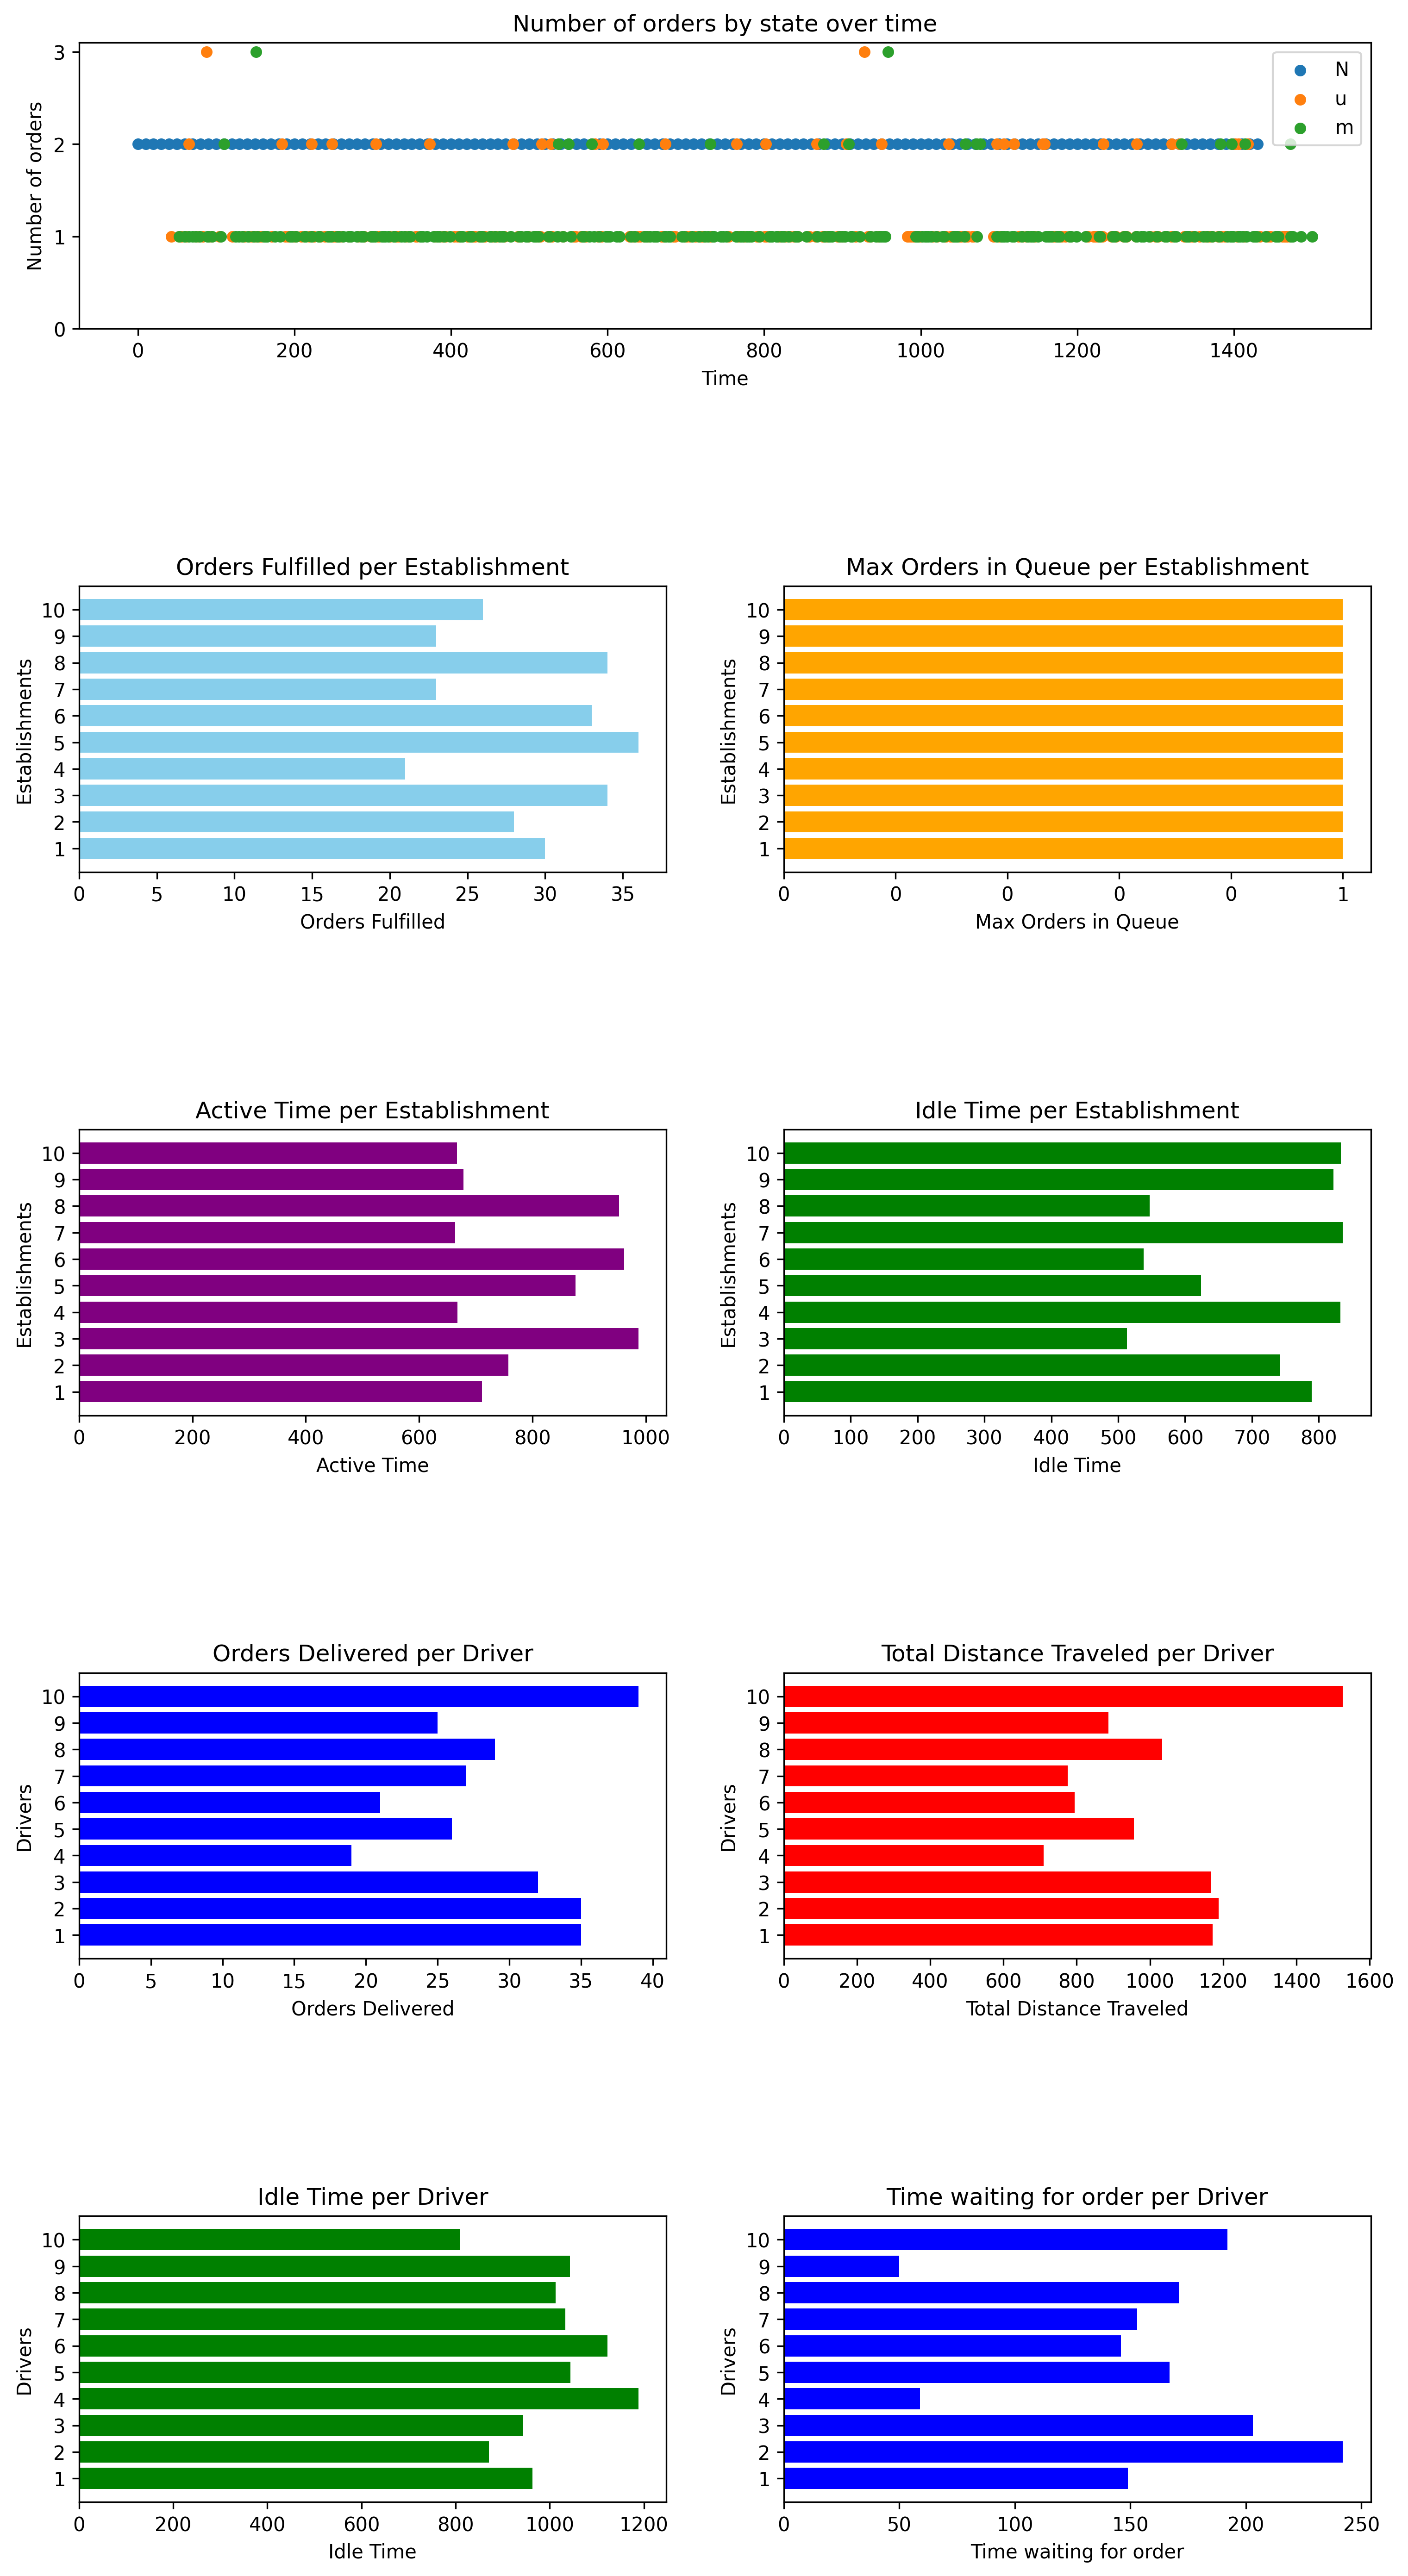 Number of orders by state over time
Number of orders
3
2
1
0
N
u
m
0 200 400 600 800 1000 1200 1400
Time
Orders Fulfilled per Establishment
Establishments
10
9
8
7
6
5
4
3
2
1
0 5 10 15 20 25 30 35
Orders Fulfilled
Max Orders in Queue per Establishment
Establishments
10
9
8
7
6
5
4
3
2
1
0 0 0 0 0 1
Max Orders in Queue
Active Time per Establishment
Establishments
10
9
8
7
6
5
4
3
2
1
0 200 400 600 800 1000
Active Time
Idle Time per Establishment
Establishments
10
9
8
7
6
5
4
3
2
1
0 100 200 300 400 500 600 700 800
Idle Time
Orders Delivered per Driver
Drivers
10
9
8
7
6
5
4
3
2
1
0 5 10 15 20 25 30 35 40
Orders Delivered
Total Distance Traveled per Driver
Drivers
10
9
8
7
6
5
4
3
2
1
0 200 400 600 800 1000 1200 1400 1600
Total Distance Traveled
Idle Time per Driver
Drivers
10
9
8
7
6
5
4
3
2
1
0 200 400 600 800 1000 1200
Idle Time
Time waiting for order per Driver
Drivers
10
9
8
7
6
5
4
3
2
1
0 50 100 150 200 250
Time waiting for order